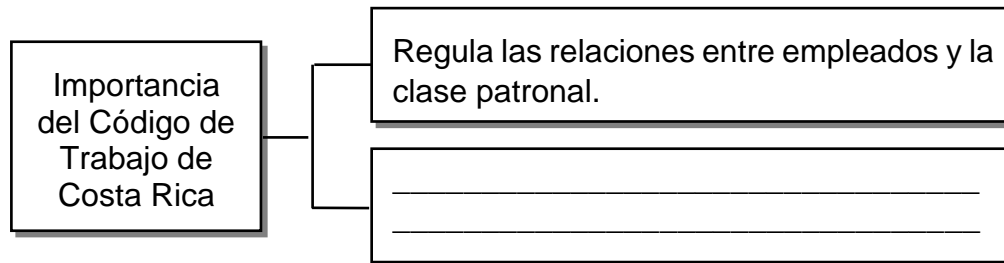 Importancia
del Código de
Trabajo de
Costa Rica
Regula las relaciones entre empleados y la
clase patronal.